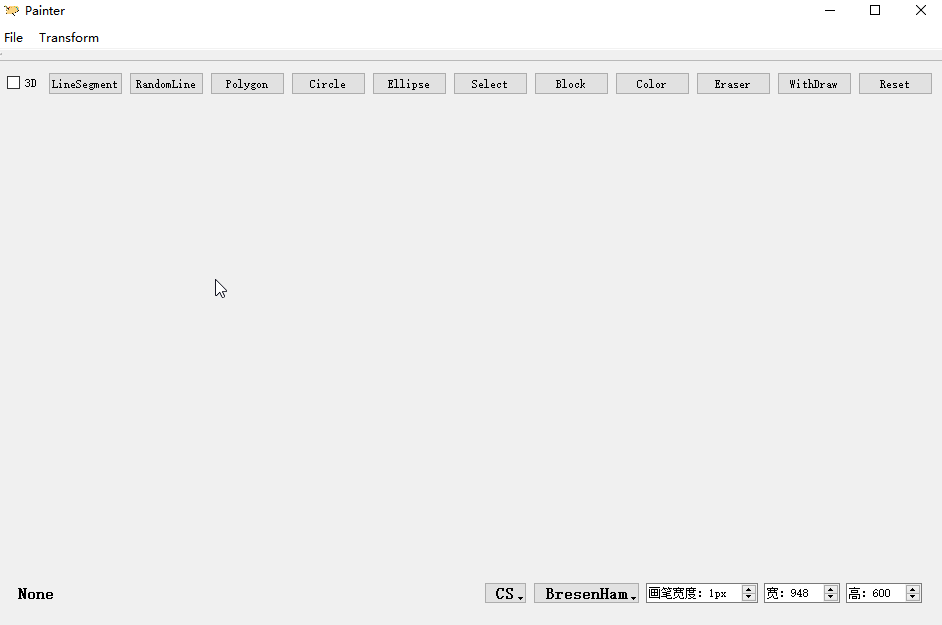 Painter
File Transform
3D LineSegment RandomLine Polygon Circle Ellipse Select Block Color Eraser WithDraw Reset
None CS BresenHam 画笔宽度: 1px 宽: 948 高: 600